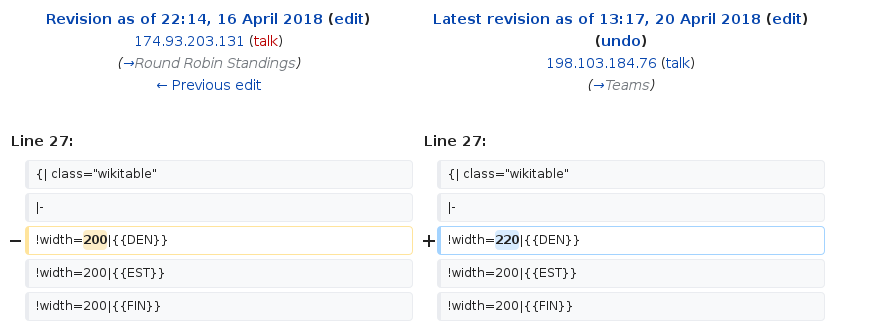 Revision as of 22:14, 16 April 2018 (edit)
174.93.203.131 (talk)
(→Round Robin Standings)
← Previous edit
Latest revision as of 13:17, 20 April 2018 (edit)
(undo)
198.103.184.76 (talk)
(→Teams)
Line 27:
Line 27:
{| class="wikitable"
{| class="wikitable"
|-
|-
− !width=200|{{DEN}}
+ !width=220|{{DEN}}
!width=200|{{EST}}
!width=200|{{EST}}
!width=200|{{FIN}}
!width=200|{{FIN}}